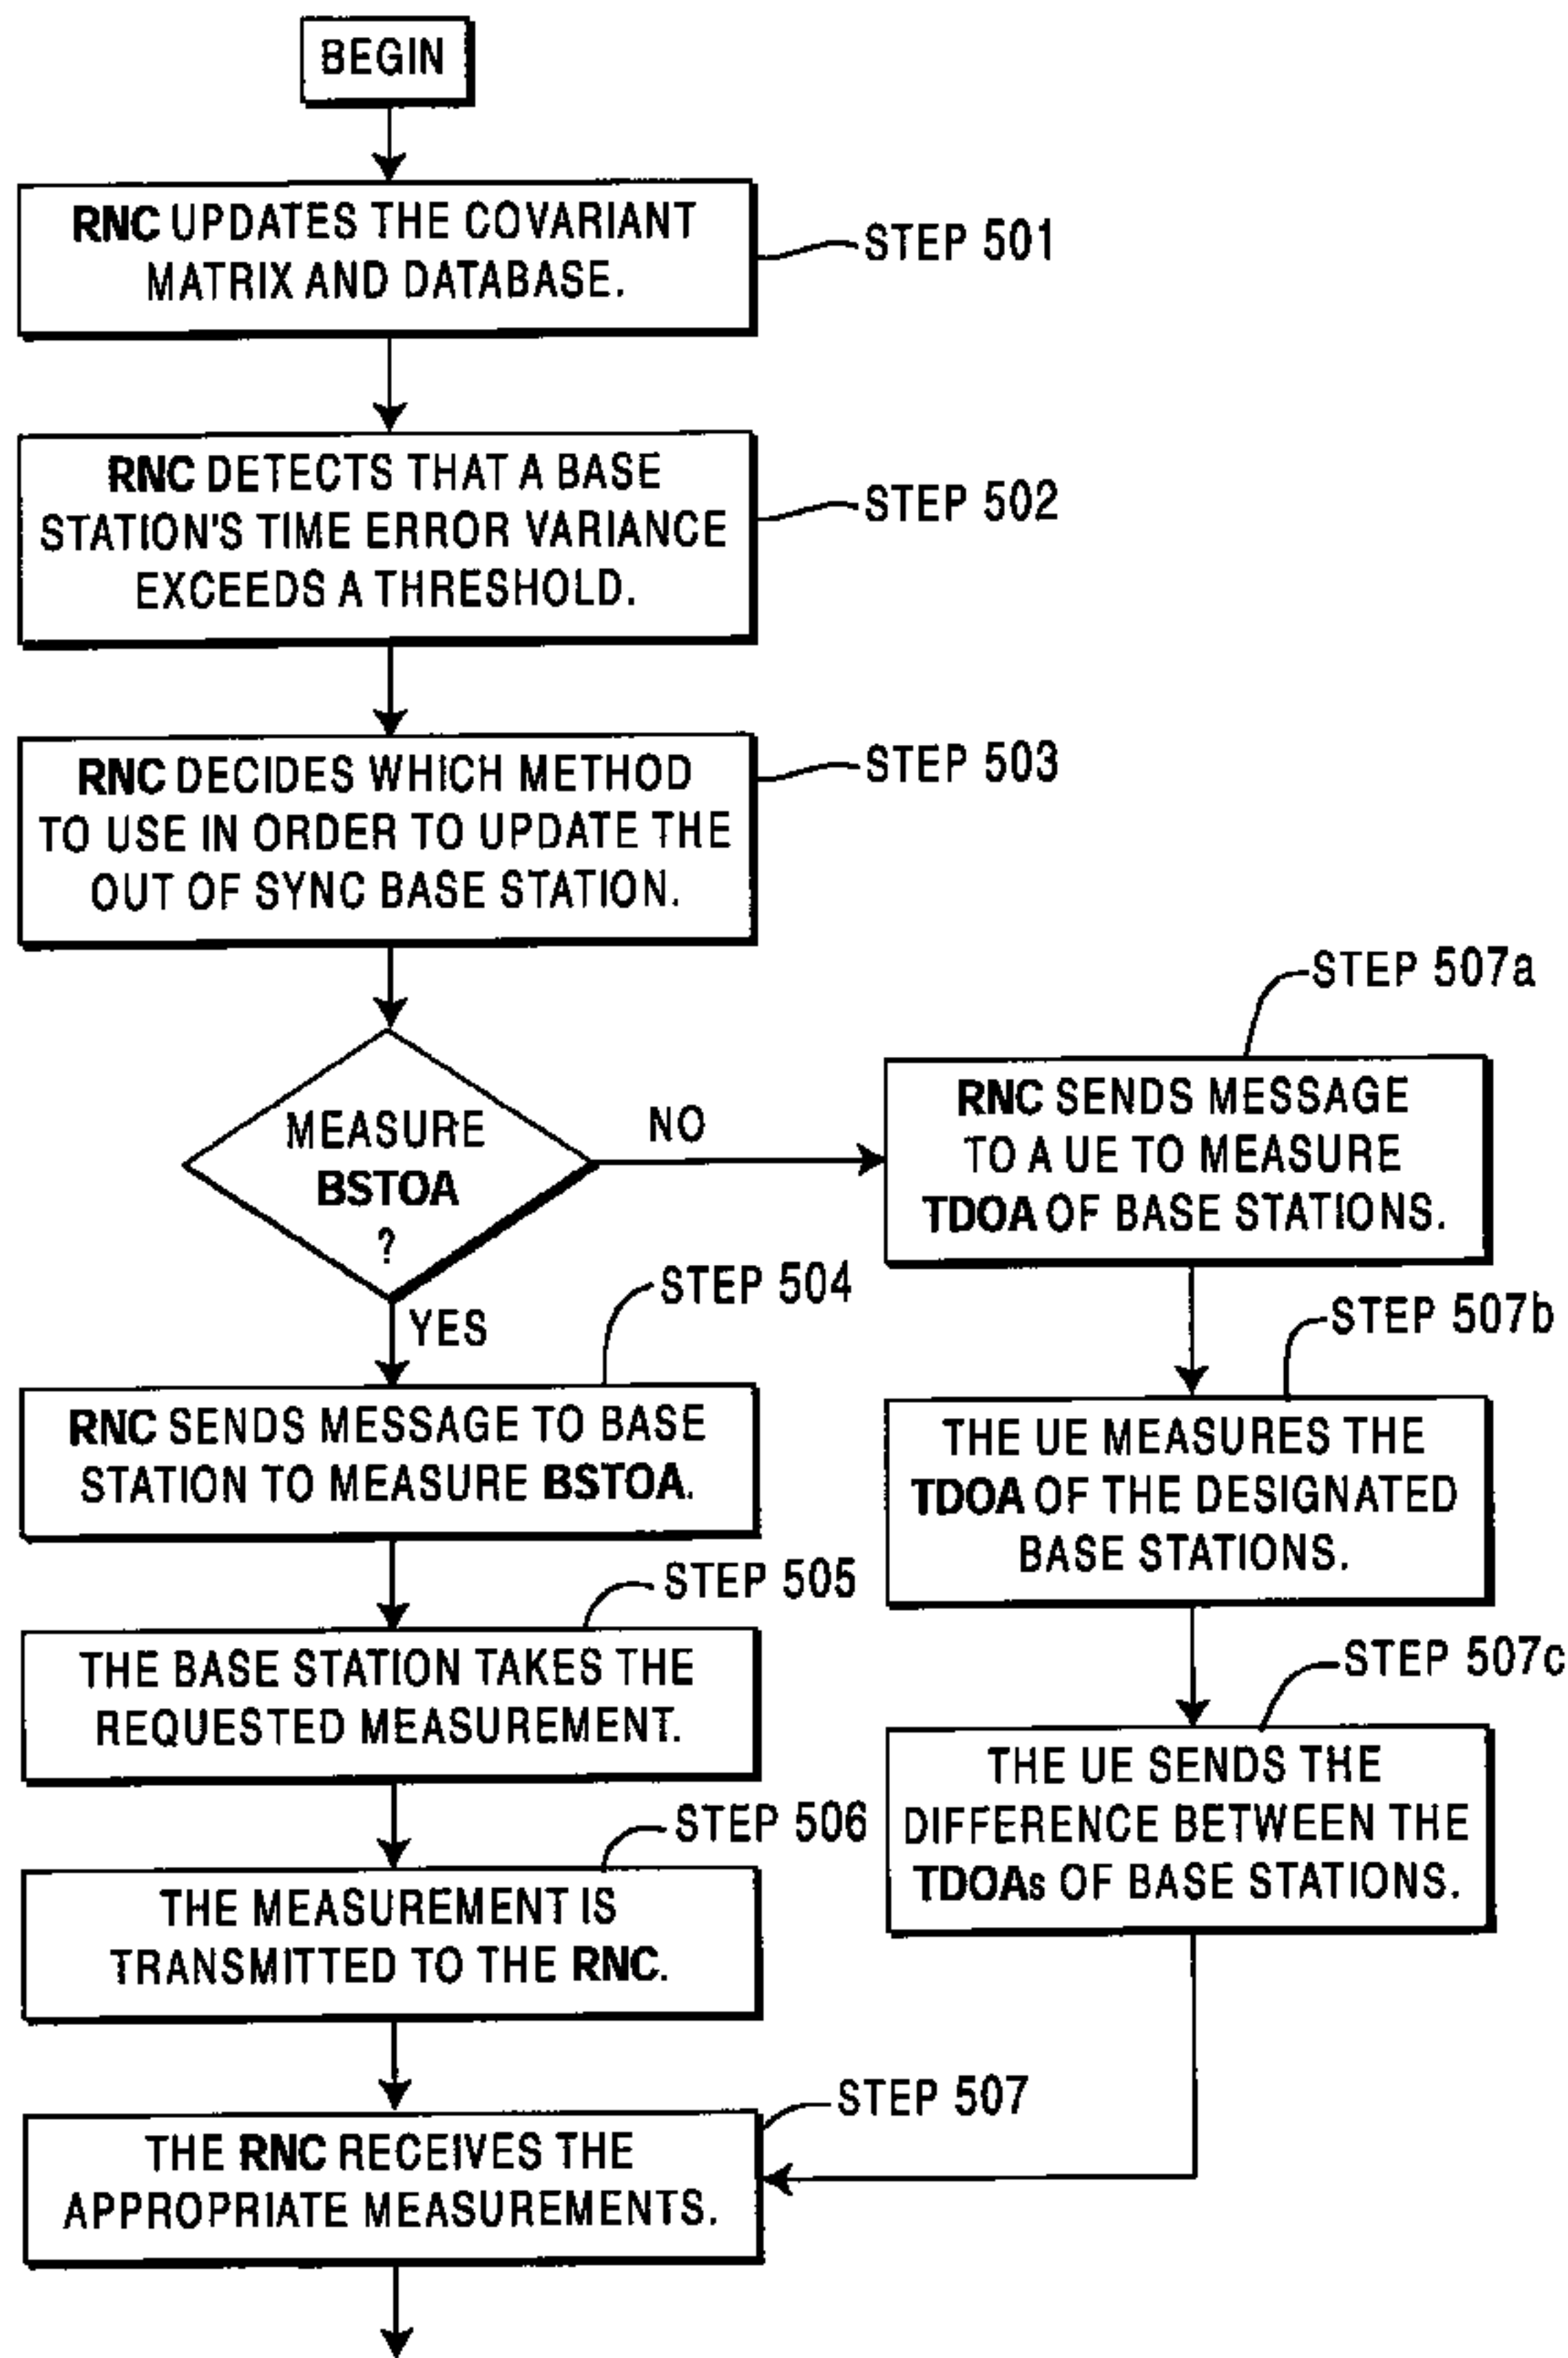 BEGIN
RNC UPDATES THE COVARIANT
MATRIX AND DATABASE.
STEP 501
RNC DETECTS THAT A BASE
STATION'S TIME ERROR VARIANCE
EXCEEDS A THRESHOLD.
STEP 502
RNC DECIDES WHICH METHOD
TO USE IN ORDER TO UPDATE THE
OUT OF SYNC BASE STATION.
STEP 503
MEASURE
BSTOA
?
NO
YES
STEP 507a
RNC SENDS MESSAGE
TO A UE TO MEASURE
TDOA OF BASE STATIONS.
STEP 504
RNC SENDS MESSAGE TO BASE
STATION TO MEASURE BSTOA.
STEP 507b
THE UE MEASURES THE
TDOA OF THE DESIGNATED
BASE STATIONS.
STEP 505
THE BASE STATION TAKES THE
REQUESTED MEASUREMENT.
STEP 507c
THE UE SENDS THE
DIFFERENCE BETWEEN THE
TDOAs OF BASE STATIONS.
STEP 506
THE MEASUREMENT IS
TRANSMITTED TO THE RNC.
STEP 507
THE RNC RECEIVES THE
APPROPRIATE MEASUREMENTS.